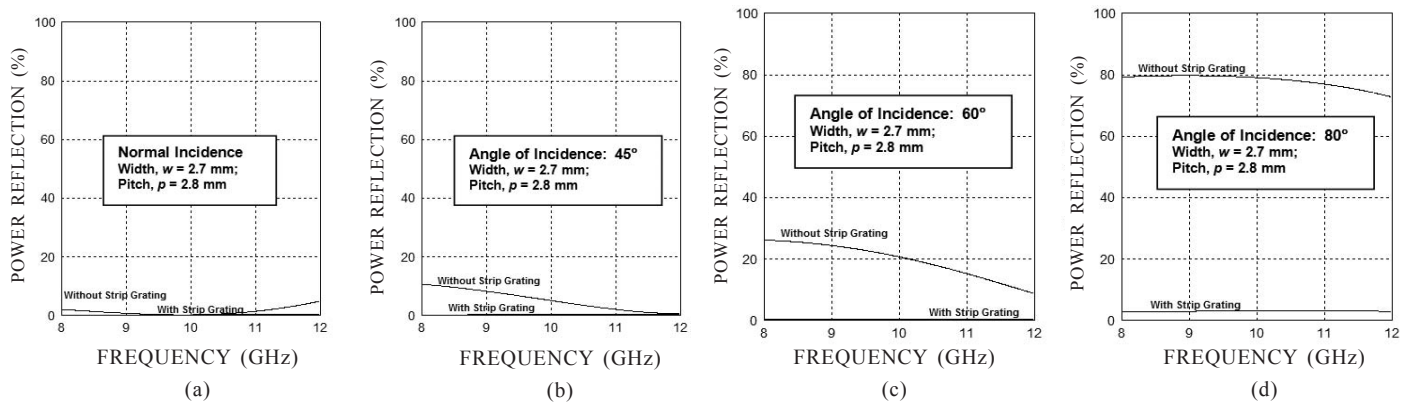 POWER REFLECTION (%)
100
80
60
40
20
0
Normal Incidence
Width, w = 2.7 mm;
Pitch, p = 2.8 mm
Without Strip Grating
With Strip Grating
8 9 10 11 12
FREQUENCY (GHz)
(a)
POWER REFLECTION (%)
100
80
60
40
20
0
Angle of Incidence: 45º
Width, w = 2.7 mm;
Pitch, p = 2.8 mm
Without Strip Grating
With Strip Grating
8 9 10 11 12
FREQUENCY (GHz)
(b)
POWER REFLECTION (%)
100
80
60
40
20
0
Angle of Incidence: 60º
Width, w = 2.7 mm;
Pitch, p = 2.8 mm
Without Strip Grating
With Strip Grating
8 9 10 11 12
FREQUENCY (GHz)
(c)
POWER REFLECTION (%)
100
80
60
40
20
0
Without Strip Grating
Angle of Incidence: 80º
Width, w = 2.7 mm;
Pitch, p = 2.8 mm
With Strip Grating
8 9 10 11 12
FREQUENCY (GHz)
(d)